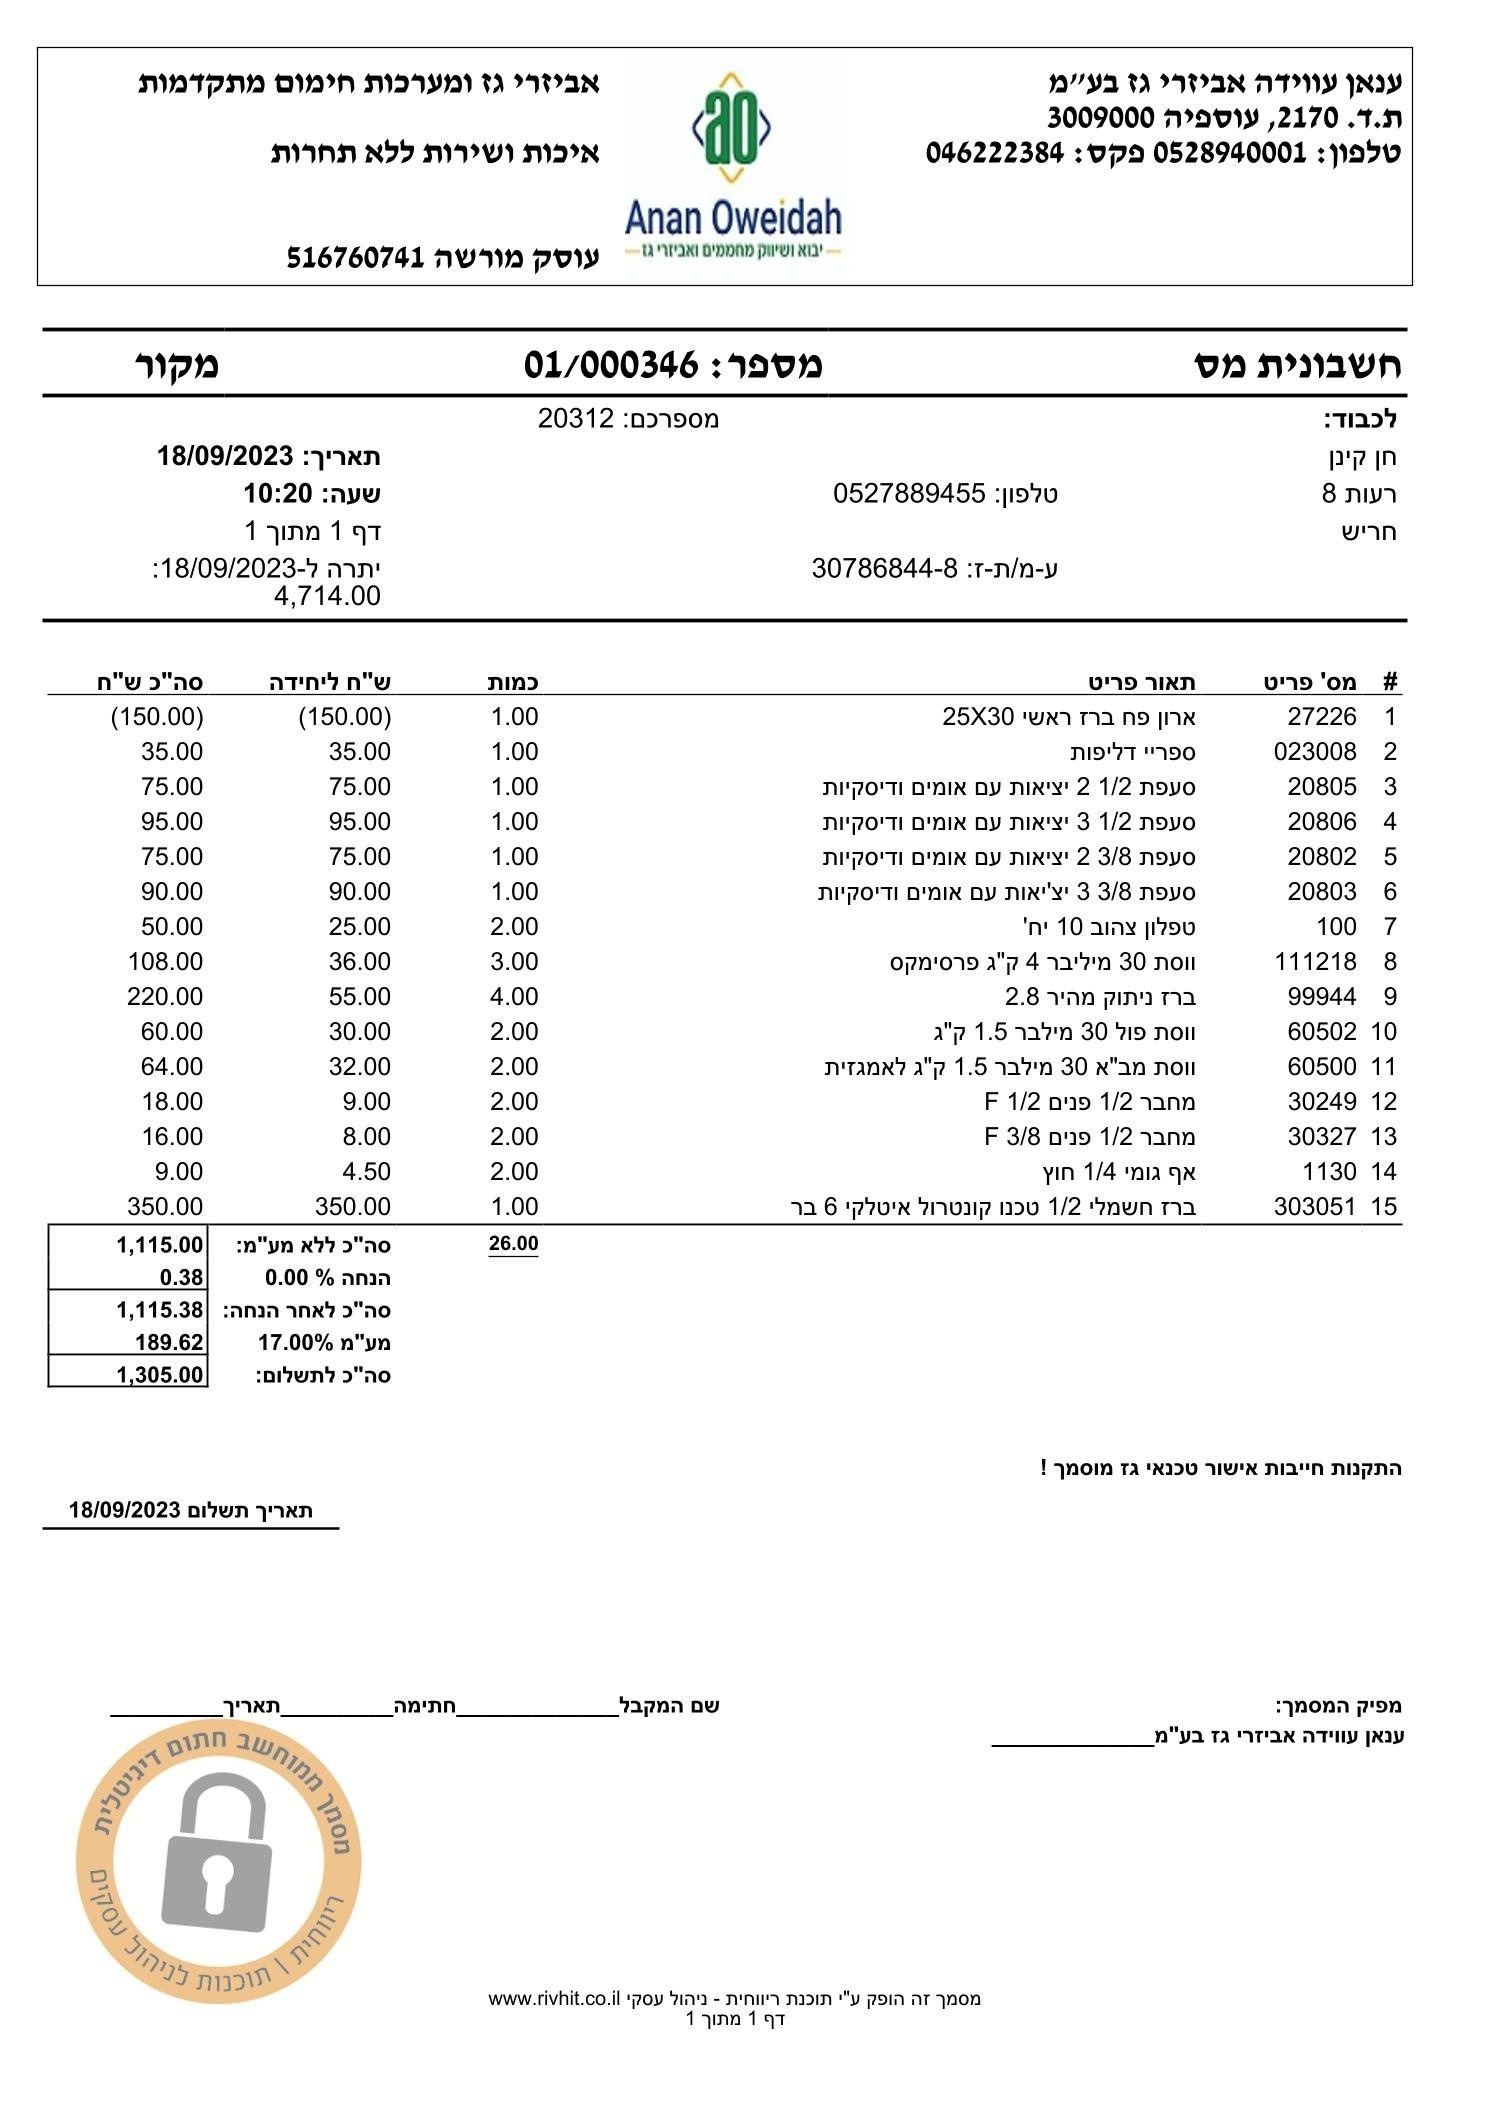 ענאן עווידה אביזרי גז בע"מ
ת.ד. 2170, עוספיה 3009000
טלפון: 0528940001 פקס: 046222384
Anan Oweidah
יבוא ושיווק מחממים ואביזרי גז
אביזרי גז ומערכות חימום מתקדמות
איכות ושירות ללא תחרות
עוסק מורשה 516760741
חשבונית מס מספר: 01/000346 מקור
לכבוד: מספרכם: 20312
חן קינן תאריך: 18/09/2023
רעות 8 טלפון: 0527889455 שעה: 10:20
חריש דף 1 מתוך 1
ע-מ/ת-ז: 30786844-8 יתרה ל-18/09/2023:
4,714.00
# מס' פריט תאור פריט כמות ש"ח ליחידה סה"כ ש"ח
1 27226 ארון פח ברז ראשי 25X30 1.00 (150.00) (150.00)
2 023008 ספריי דליפות 1.00 35.00 35.00
3 20805 סעפת 1/2 2 יציאות עם אומים ודיסקיות 1.00 75.00 75.00
4 20806 סעפת 1/2 3 יציאות עם אומים ודיסקיות 1.00 95.00 95.00
5 20802 סעפת 3/8 2 יציאות עם אומים ודיסקיות 1.00 75.00 75.00
6 20803 סעפת 3/8 3 יצ'יאות עם אומים ודיסקיות 1.00 90.00 90.00
7 100 טפלון צהוב 10 יח' 2.00 25.00 50.00
8 111218 ווסת 30 מיליבר 4 ק"ג פרסימקס 3.00 36.00 108.00
9 99944 ברז ניתוק מהיר 2.8 4.00 55.00 220.00
10 60502 ווסת פול 30 מילבר 1.5 ק"ג 2.00 30.00 60.00
11 60500 ווסת מב"א 30 מילבר 1.5 ק"ג לאמגזית 2.00 32.00 64.00
12 30249 מחבר 1/2 פנים F 1/2 2.00 9.00 18.00
13 30327 מחבר 1/2 פנים F 3/8 2.00 8.00 16.00
14 1130 אף גומי 1/4 חוץ 2.00 4.50 9.00
15 303051 ברז חשמלי 1/2 טכנו קונטרול איטלקי 6 בר 1.00 350.00 350.00
26.00 סה"כ ללא מע"מ: 1,115.00
הנחה % 0.00 0.38
סה"כ לאחר הנחה: 1,115.38
מע"מ 17.00% 189.62
סה"כ לתשלום: 1,305.00
התקנות חייבות אישור טכנאי גז מוסמך !
תאריך תשלום 18/09/2023
מפיק המסמך: שם המקבל_____________חתימה_________תאריך_________
ענאן עווידה אביזרי גז בע"מ_____________
מסמך ממוחשב חתום דיגיטלית
ריווחית | תוכנות לניהול עסקים
מסמך זה הופק ע"י תוכנת ריווחית - ניהול עסקי www.rivhit.co.il
דף 1 מתוך 1